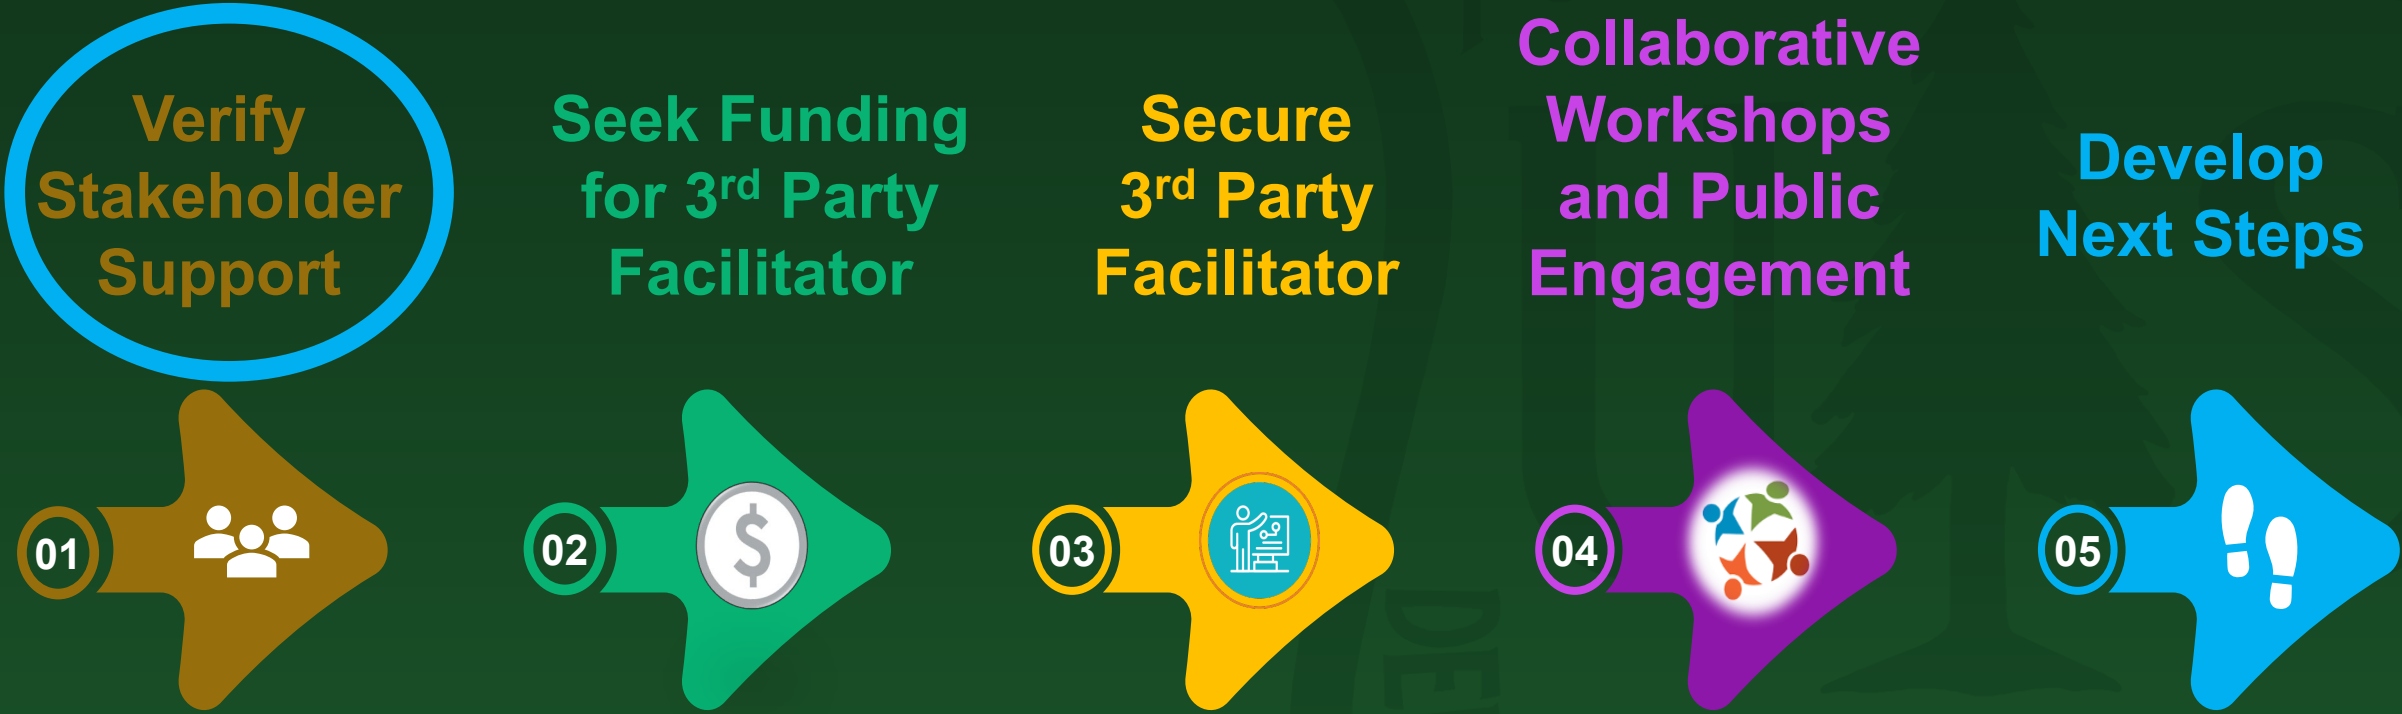 Verify
Stakeholder
Support
Seek Funding
for 3rd Party
Facilitator
Secure
3rd Party
Facilitator
Collaborative
Workshops
and Public
Engagement
Develop
Next Steps
01
$
02
03
04
05